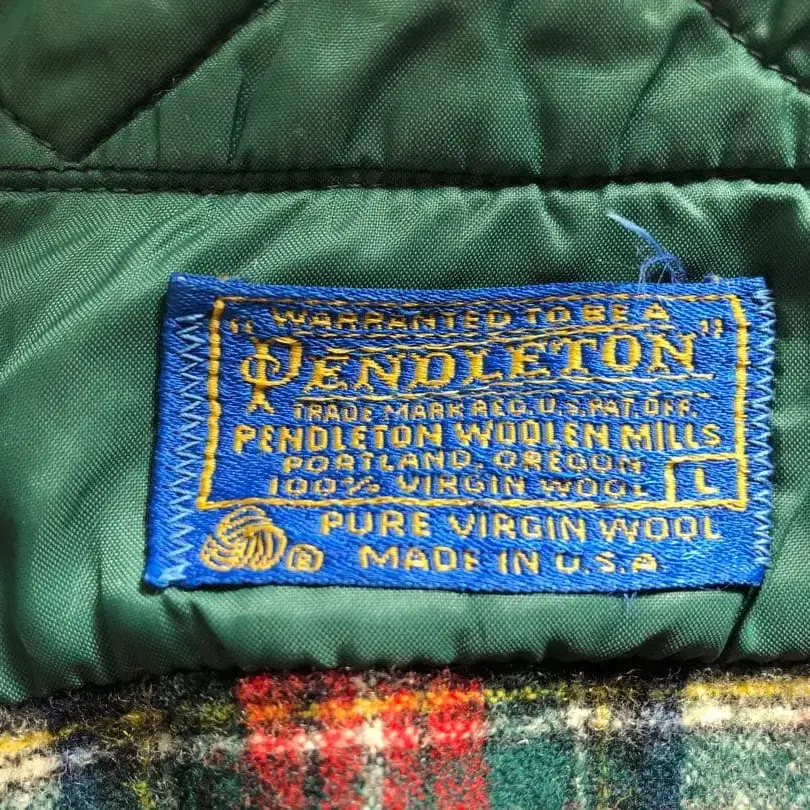 "WARRANTED TO BE A
PENDLETON"
TRADE MARK REG. U.S. PAT. OFF.
PENDLETON WOOLEN MILLS
PORTLAND, OREGON
100% VIRGIN WOOL L
PURE VIRGIN WOOL
® MADE IN U.S.A.